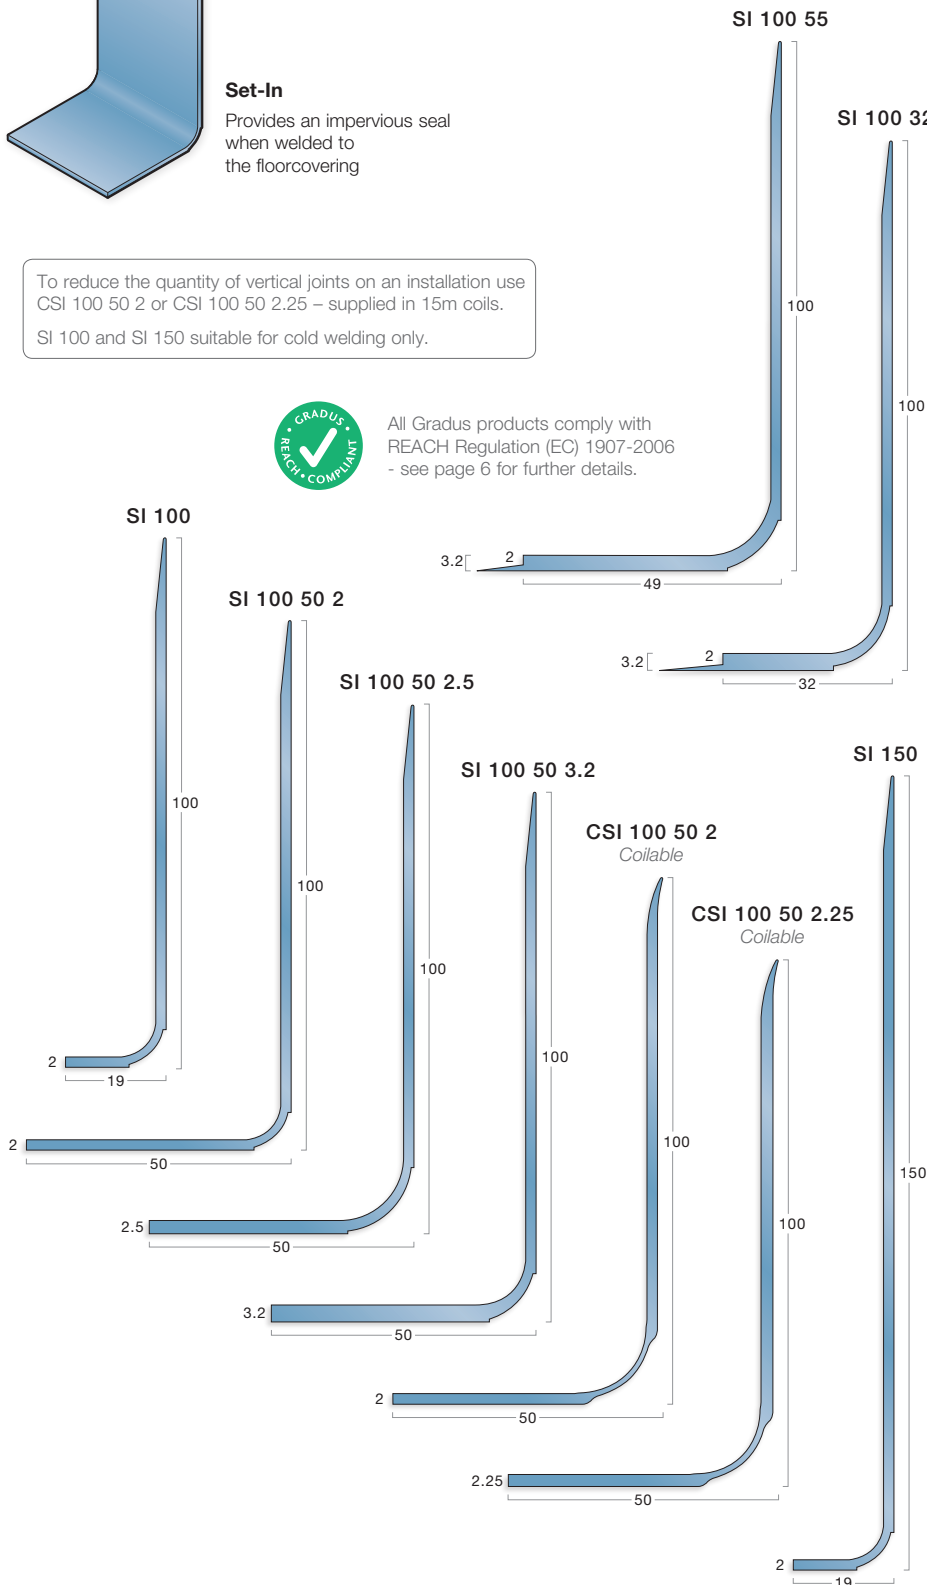 Set-In
Provides an impervious seal
when welded to
the floorcovering
To reduce the quantity of vertical joints on an installation use
CSI 100 50 2 or CSI 100 50 2.25 – supplied in 15m coils.
SI 100 and SI 150 suitable for cold welding only.
GRADUS • REACH • COMPLIANT •
All Gradus products comply with
REACH Regulation (EC) 1907-2006
- see page 6 for further details.
SI 100 55
100
3.2
2
49
SI 100 32
100
3.2
2
32
SI 100
100
2
19
SI 100 50 2
100
2
50
SI 100 50 2.5
100
2.5
50
SI 100 50 3.2
100
3.2
50
CSI 100 50 2
Coilable
100
2
50
CSI 100 50 2.25
Coilable
100
2.25
50
SI 150
150
2
19